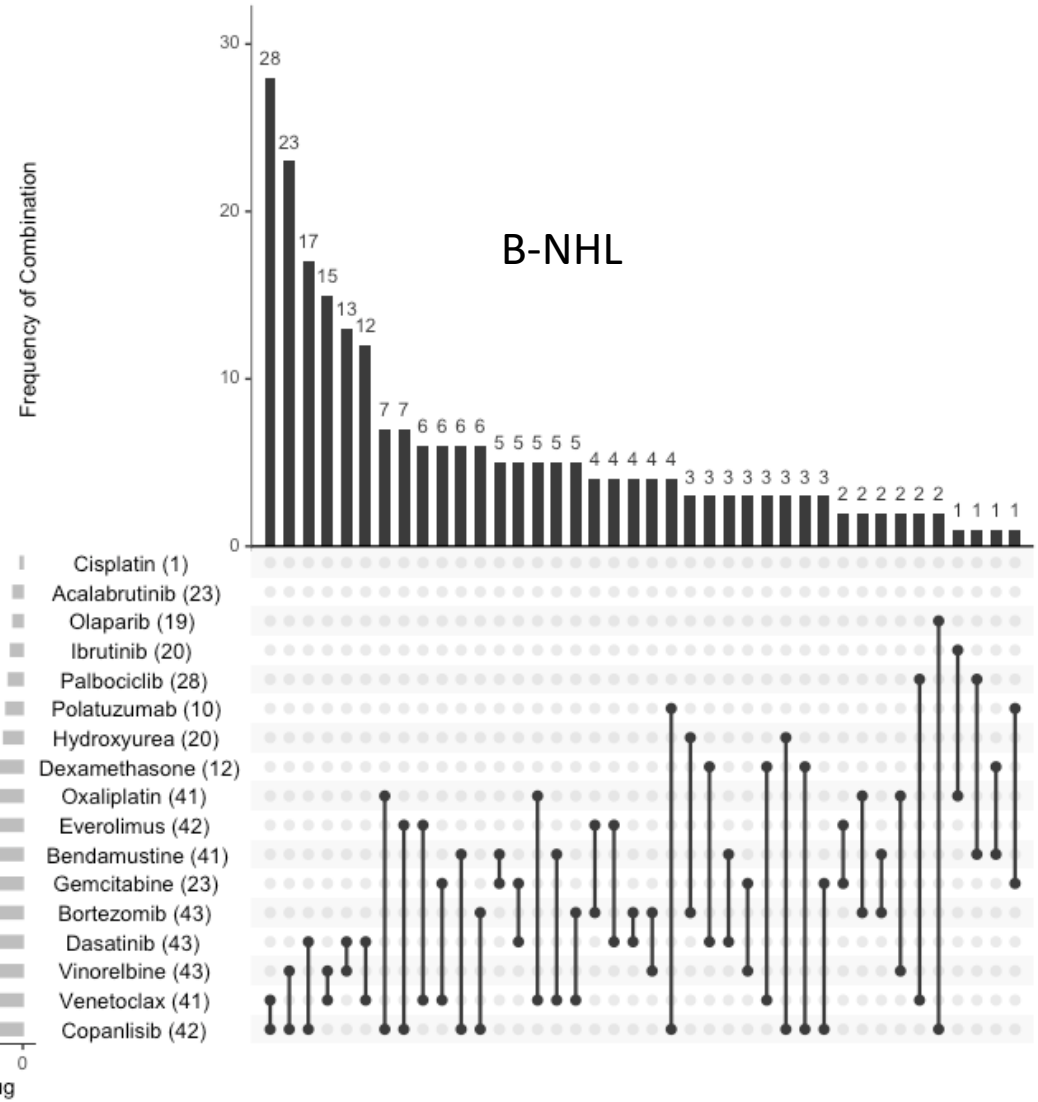 30
28
23
20
17
15
13
12
10
7 7 6 6 6 6 5 5 5 5 5 4 4 4 4 4 3 3 3 3 3 3 3 3 2 2 2 2 2 2 1 1 1 1
0
Frequency of Combination
B-NHL
Cisplatin (1)
Acalabrutinib (23)
Olaparib (19)
Ibrutinib (20)
Palbociclib (28)
Polatuzumab (10)
Hydroxyurea (20)
Dexamethasone (12)
Oxaliplatin (41)
Everolimus (42)
Bendamustine (41)
Gemcitabine (23)
Bortezomib (43)
Dasatinib (43)
Vinorelbine (43)
Venetoclax (41)
Copanlisib (42)
0